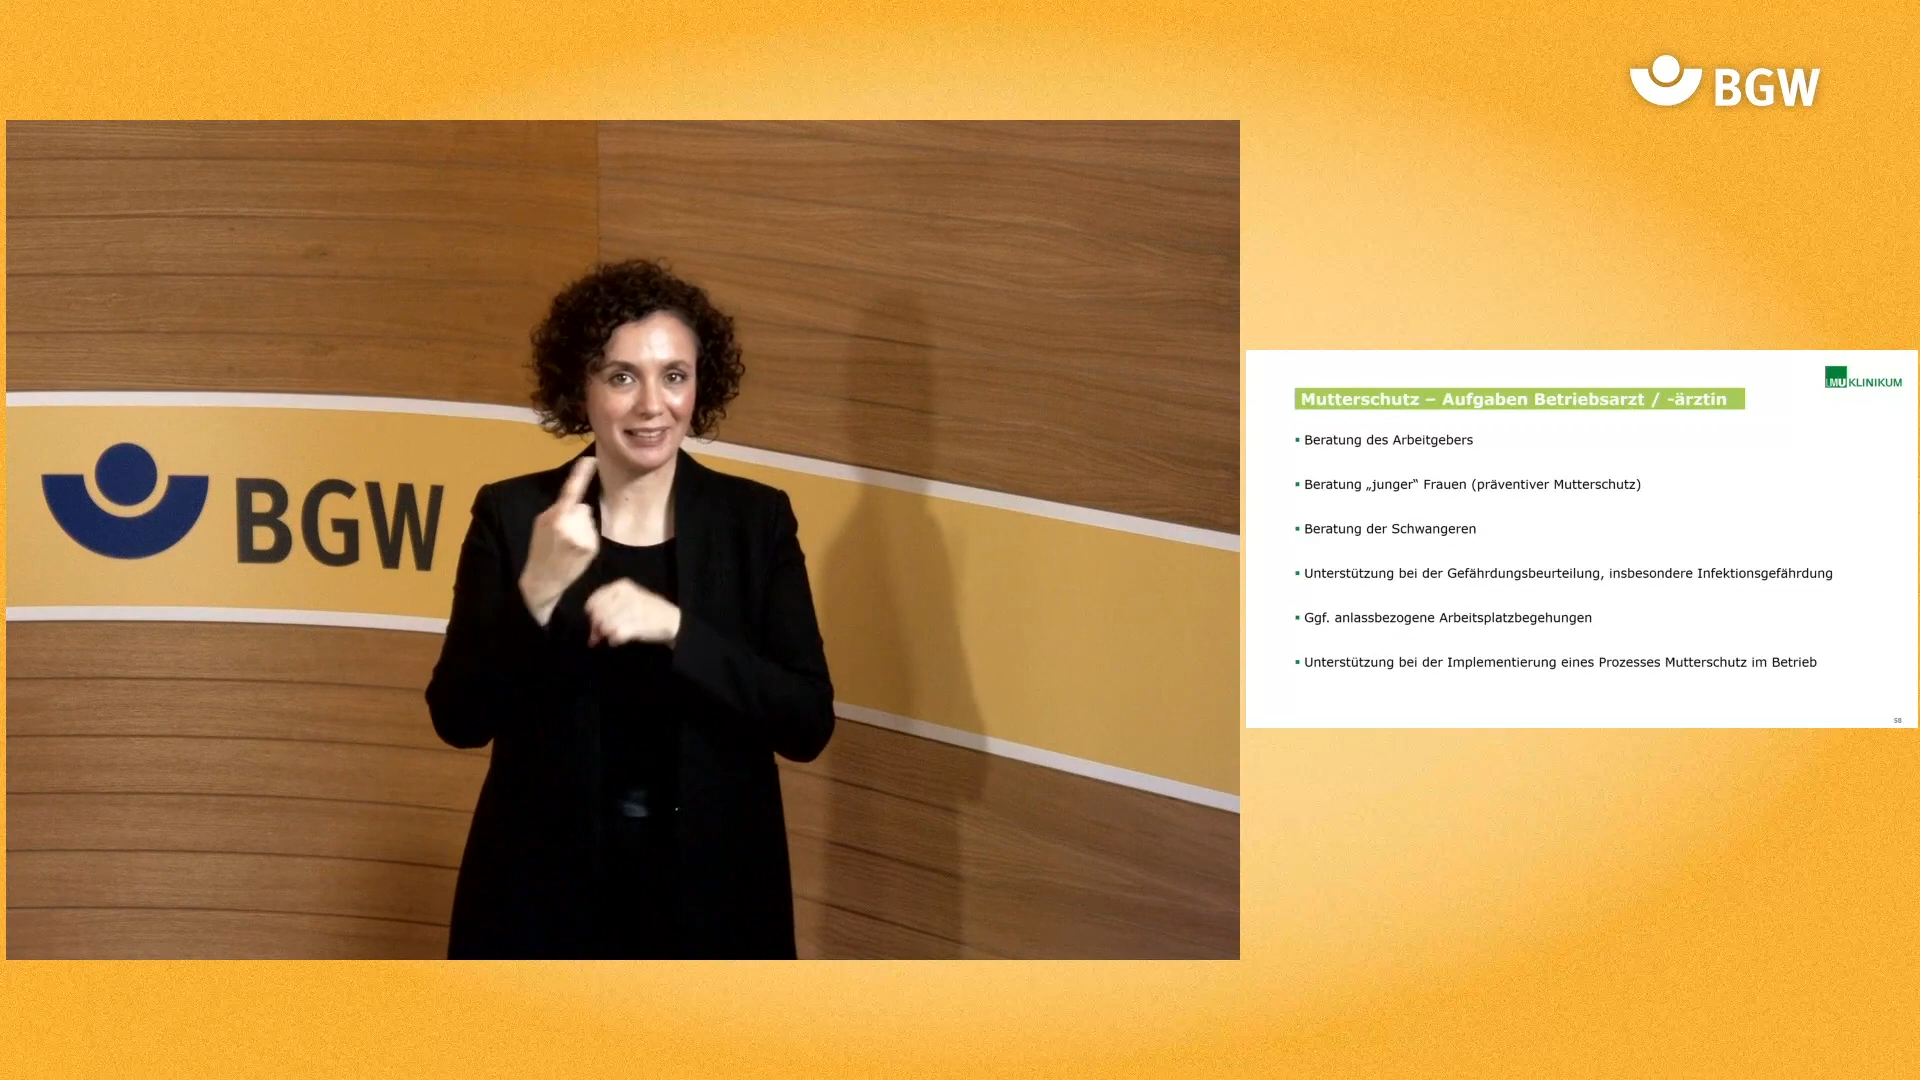 BGW
BGW
LMU KLINIKUM
Mutterschutz – Aufgaben Betriebsarzt / -ärztin
▪ Beratung des Arbeitgebers
▪ Beratung „junger“ Frauen (präventiver Mutterschutz)
▪ Beratung der Schwangeren
▪ Unterstützung bei der Gefährdungsbeurteilung, insbesondere Infektionsgefährdung
▪ Ggf. anlassbezogene Arbeitsplatzbegehungen
▪ Unterstützung bei der Implementierung eines Prozesses Mutterschutz im Betrieb
58